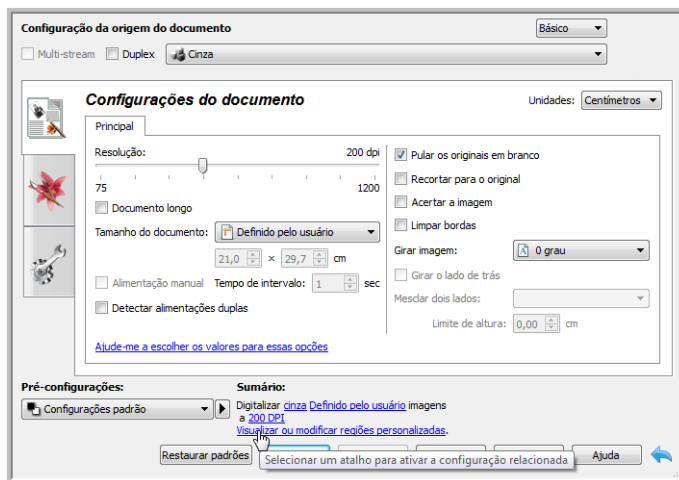 Configuração da origem do documento
Básico
Multi-stream Duplex Cinza
Configurações do documento
Unidades: Centímetros
Principal
Resolução: 200 dpi
75 1200
Documento longo
Tamanho do documento: Definido pelo usuário
21,0 × 29,7 cm
Alimentação manual Tempo de intervalo: 1 sec
Detectar alimentações duplas
Ajude-me a escolher os valores para essas opções
Pular os originais em branco
Recortar para o original
Acertar a imagem
Limpar bordas
Girar imagem: 0 grau
Girar o lado de trás
Mesclar dois lados:
Limite de altura: 0,00 cm
Pré-configurações:
Configurações padrão
Sumário:
Digitalizar cinza Definido pelo usuário imagens
a 200 DPI
Visualizar ou modificar regiões personalizadas.
Restaurar padrões
Selecionar um atalho para ativar a configuração relacionada
Ajuda